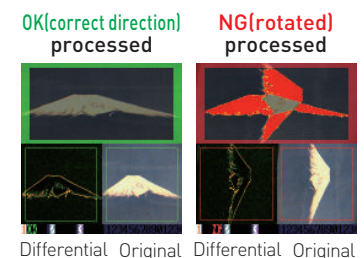 OK(correct direction)
processed
NG(rotated)
processed
Differential Original
Differential Original